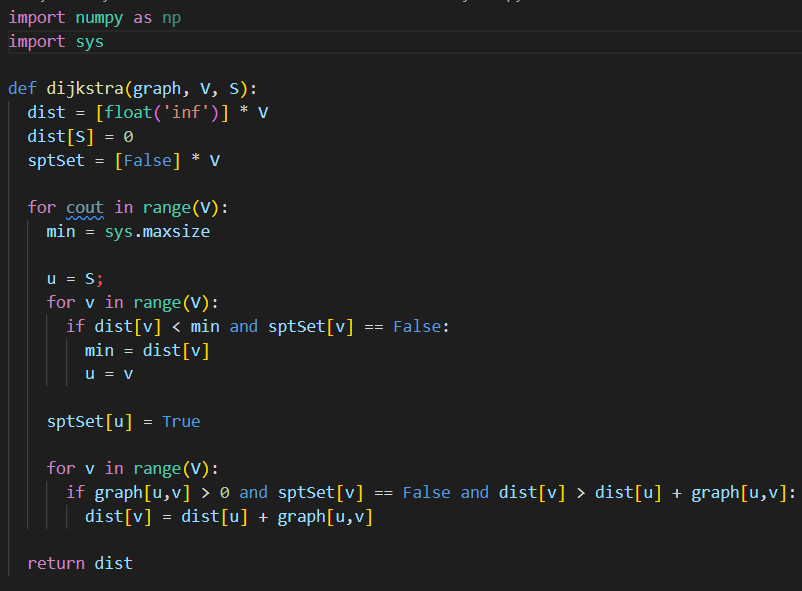 import numpy as np
import sys
def dijkstra(graph, V, S):
  dist = [float('inf')] * V
  dist[S] = 0
  sptSet = [False] * V
  for cout in range(V):
    min = sys.maxsize
    u = S;
    for v in range(V):
      if dist[v] < min and sptSet[v] == False:
        min = dist[v]
        u = v
    sptSet[u] = True
    for v in range(V):
      if graph[u,v] > 0 and sptSet[v] == False and dist[v] > dist[u] + graph[u,v]:
        dist[v] = dist[u] + graph[u,v]
  return dist